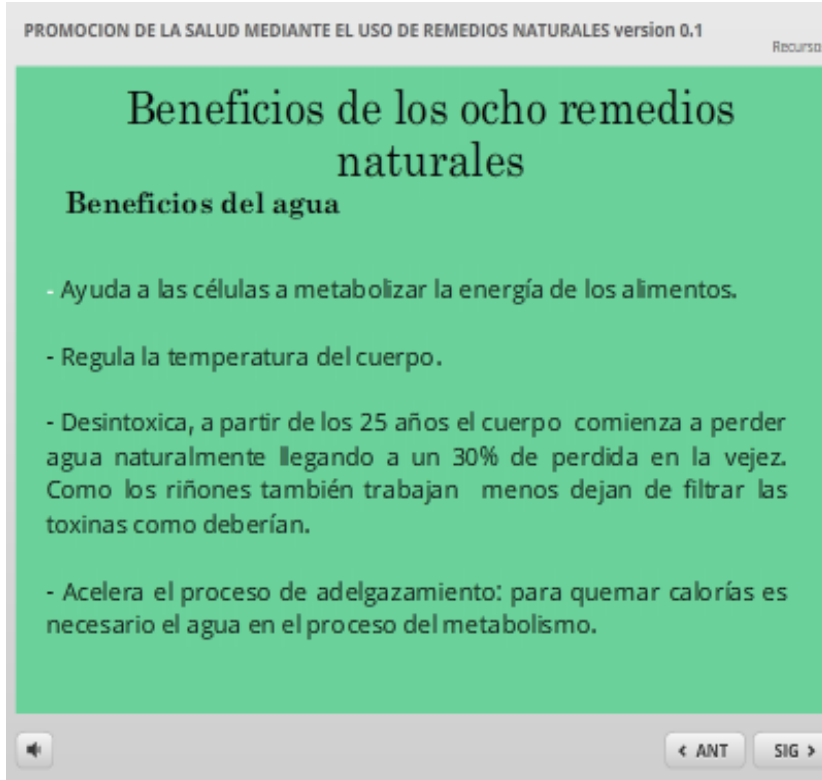 PROMOCION DE LA SALUD MEDIANTE EL USO DE REMEDIOS NATURALES version 0.1
Recurso
Beneficios de los ocho remedios
naturales
Beneficios del agua
- Ayuda a las células a metabolizar la energía de los alimentos.
- Regula la temperatura del cuerpo.
- Desintoxica, a partir de los 25 años el cuerpo comienza a perder
agua naturalmente llegando a un 30% de perdida en la vejez.
Como los riñones también trabajan menos dejan de filtrar las
toxinas como deberían.
- Acelera el proceso de adelgazamiento: para quemar calorías es
necesario el agua en el proceso del metabolismo.
< ANT SIG >